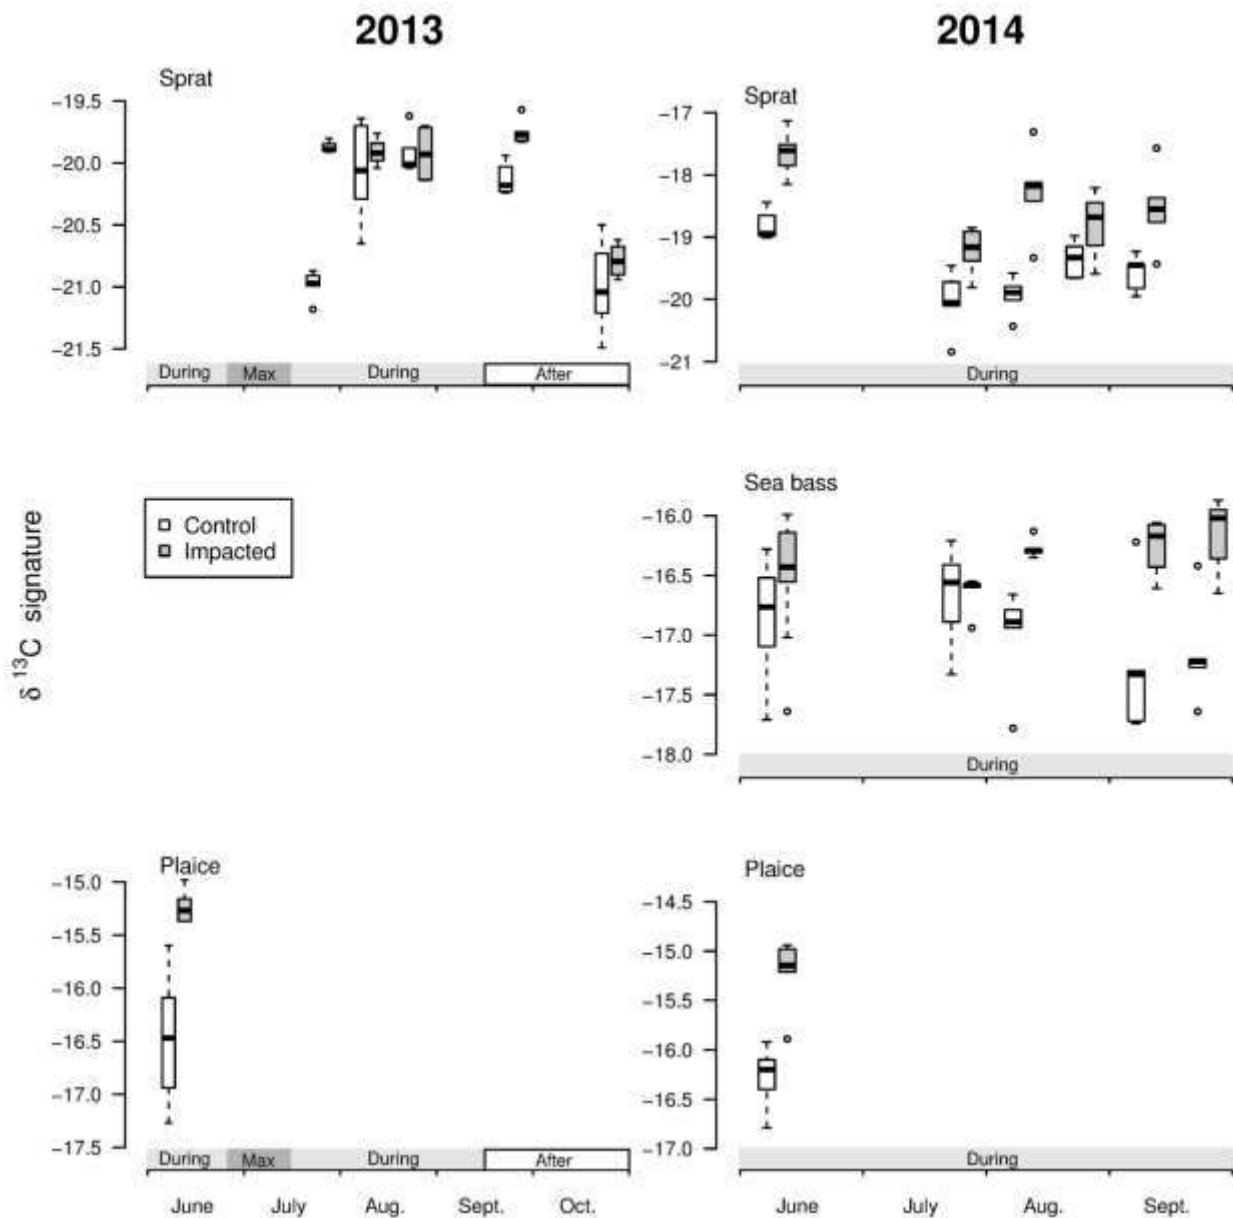 2013 2014
Sprat
−19.5
−20.0
−20.5
−21.0
−21.5
During Max During After
Sprat
−17
−18
−19
−20
−21
During
δ 13C signature
Control
Impacted
Sea bass
−16.0
−16.5
−17.0
−17.5
−18.0
During
Plaice
−15.0
−15.5
−16.0
−16.5
−17.0
−17.5
During Max During After
June July Aug. Sept. Oct.
Plaice
−14.5
−15.0
−15.5
−16.0
−16.5
−17.0
During
June July Aug. Sept.